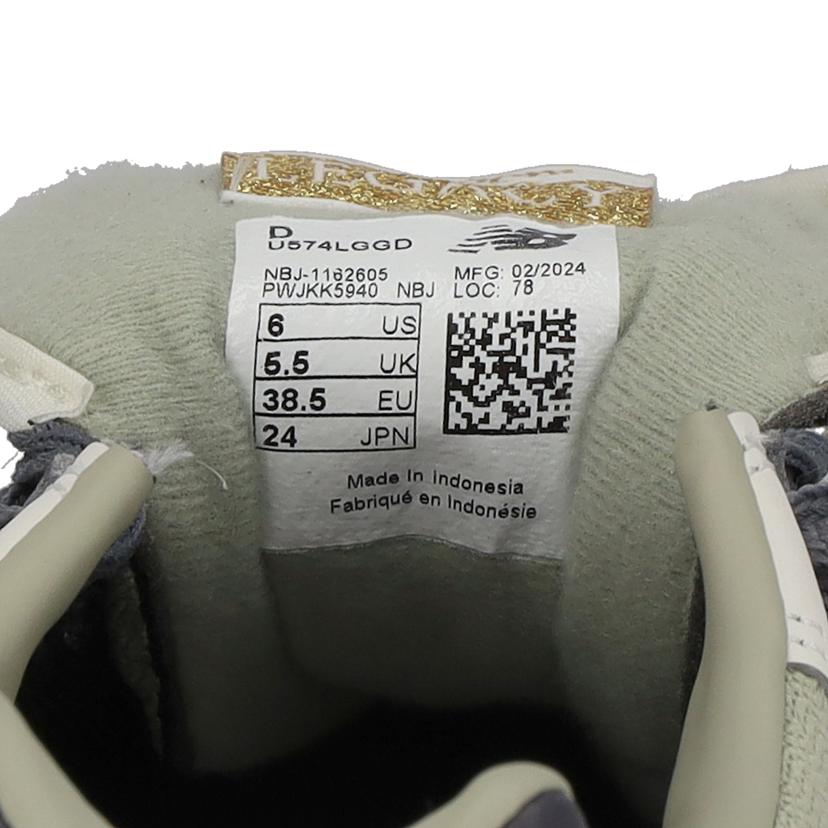 LEGACY
D
U574LGGD
NBJ-1162605 MFG: 02/2024
PWJKK5940 NBJ LOC: 78
6 US
5.5 UK
38.5 EU
24 JPN
Made In Indonesia
Fabriqué en Indonésie